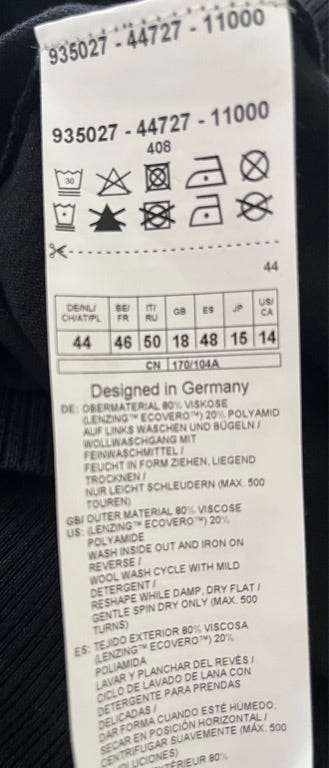 935027 - 44727 - 11000
935027 - 44727 - 11000
408
30
44
DE/NL/ CH/AT/PL BE/ FR IT/ RU GB ES JP US/ CA
44 46 50 18 48 15 14
CN 170/104A
Designed in Germany
DE: OBERMATERIAL 80% VISKOSE
(LENZING™ ECOVERO™) 20% POLYAMID
AUF LINKS WASCHEN UND BÜGELN /
WOLLWASCHGANG MIT
FEINWASCHMITTEL /
FEUCHT IN FORM ZIEHEN, LIEGEND
TROCKNEN /
NUR LEICHT SCHLEUDERN (MAX. 500
TOUREN)
GB/ OUTER MATERIAL 80% VISCOSE
US: (LENZING™ ECOVERO™) 20%
POLYAMIDE
WASH INSIDE OUT AND IRON ON
REVERSE /
WOOL WASH CYCLE WITH MILD
DETERGENT /
RESHAPE WHILE DAMP, DRY FLAT /
GENTLE SPIN DRY ONLY (MAX. 500
TURNS)
ES: TEJIDO EXTERIOR 80% VISCOSA
(LENZING™ ECOVERO™) 20%
POLIAMIDA
LAVAR Y PLANCHAR DEL REVÉS /
CICLO DE LAVADO DE LANA CON
DETERGENTE PARA PRENDAS
DELICADAS /
DAR FORMA CUANDO ESTÉ HÚMEDO,
SECAR EN POSICIÓN HORIZONTAL /
CENTRIFUGAR SUAVEMENTE (MÁX. 500
80%